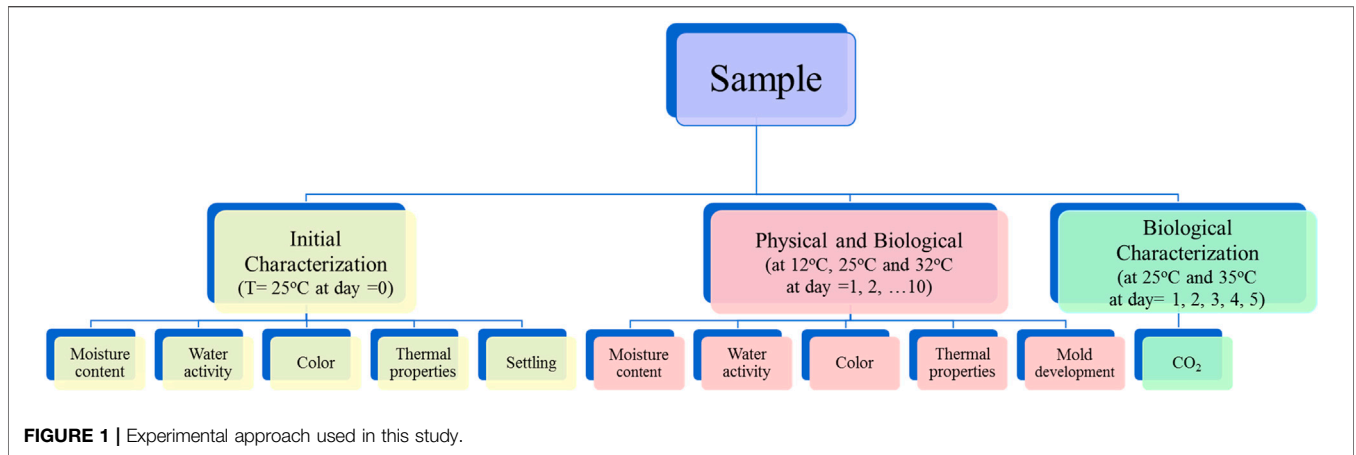 Sample
Initial
Characterization
(T= 25°C at day =0)
Physical and Biological
(at 12°C, 25°C and 32°C
at day =1, 2, …10)
Biological
Characterization
(at 25°C and 35°C
at day= 1, 2, 3, 4, 5)
Moisture
content
Water
activity
Color
Thermal
properties
Settling
Moisture
content
Water
activity
Color
Thermal
properties
Mold
development
CO₂
FIGURE 1 | Experimental approach used in this study.